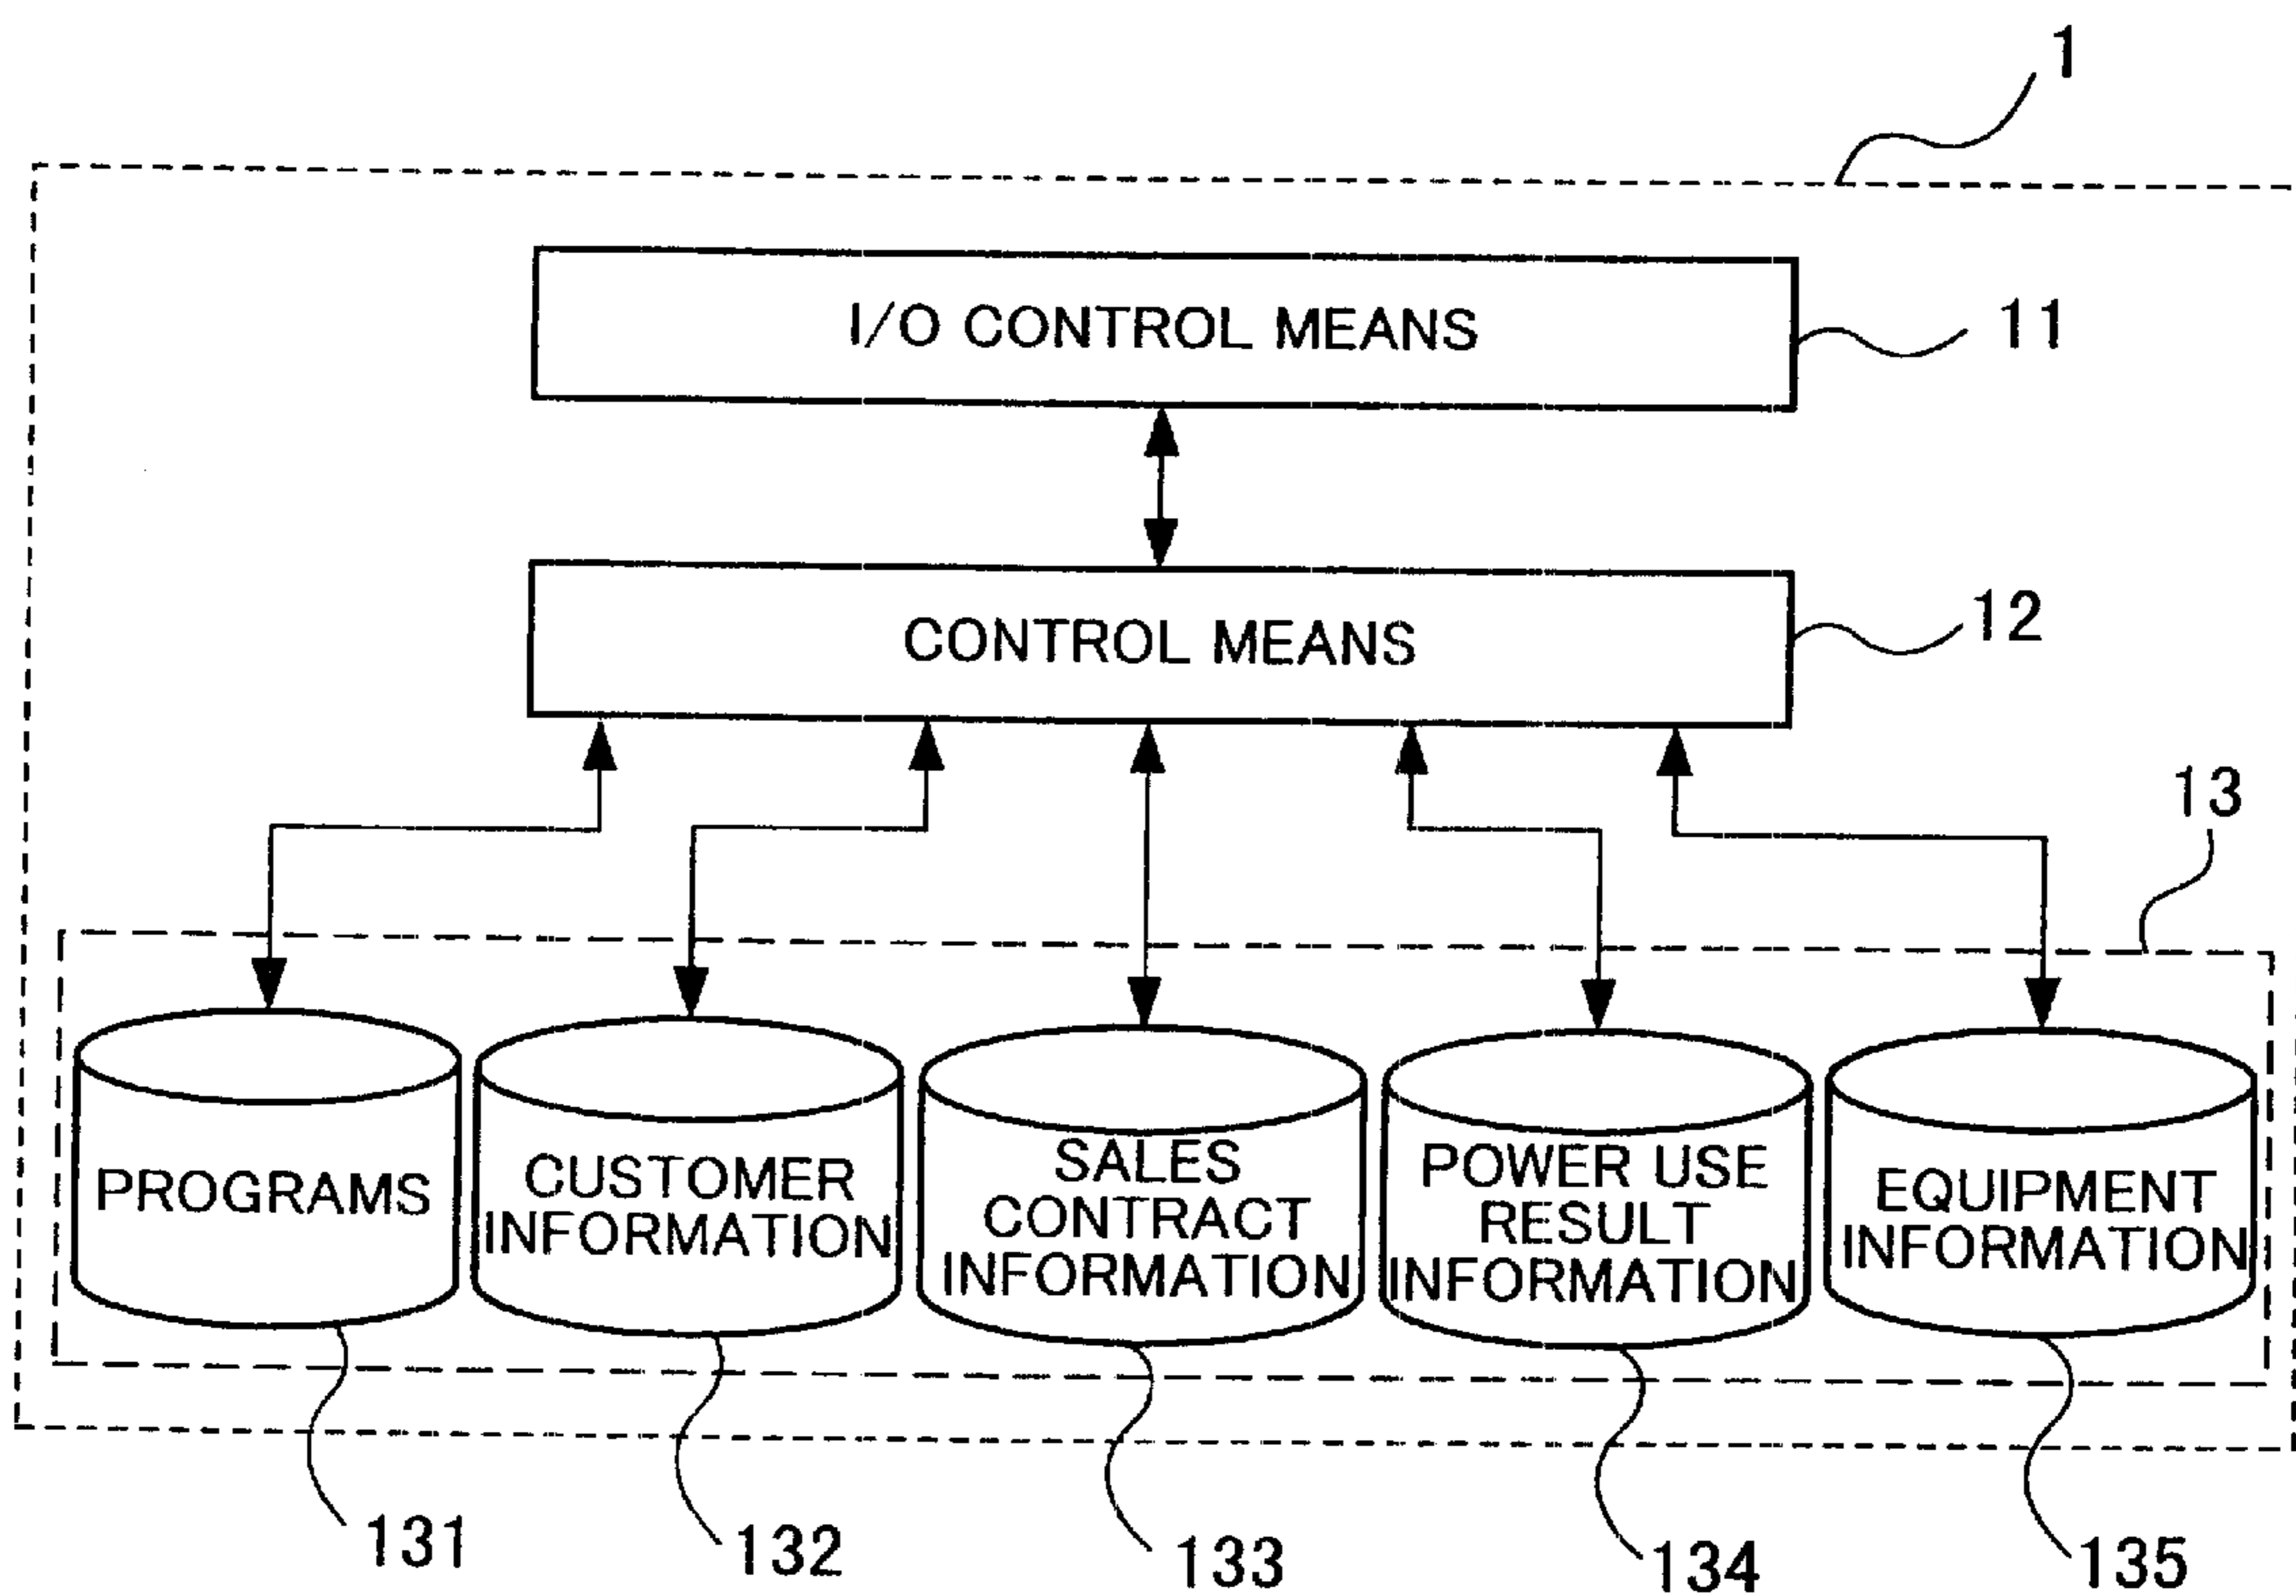 1
I/O CONTROL MEANS
11
CONTROL MEANS
12
13
PROGRAMS
CUSTOMER
INFORMATION
SALES
CONTRACT
INFORMATION
POWER USE
RESULT
INFORMATION
EQUIPMENT
INFORMATION
131
132
133
134
135